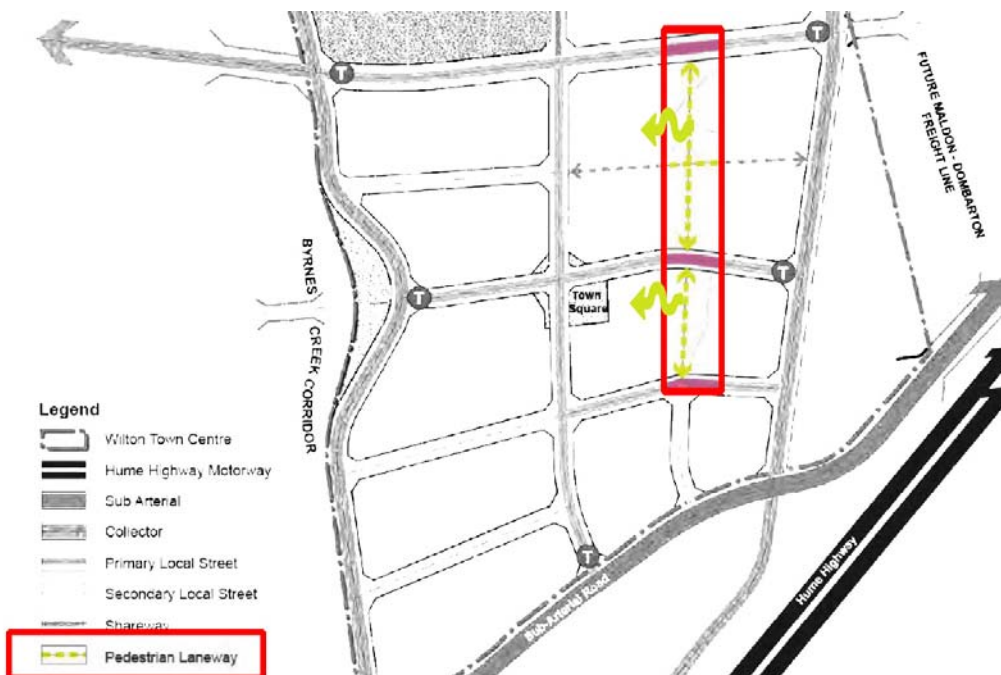 T
T
FUTURE MALDON - DOMBARTON
FREIGHT LINE
BYRNES
CREEK CORRIDOR
T
T
Town
Square
Legend
Wilton Town Centre
Hume Highway Motorway
Sub Arterial
Collector
Primary Local Street
Secondary Local Street
Shareway
Pedestrian Laneway
T
Sub-Arterial Road
Hume Highway